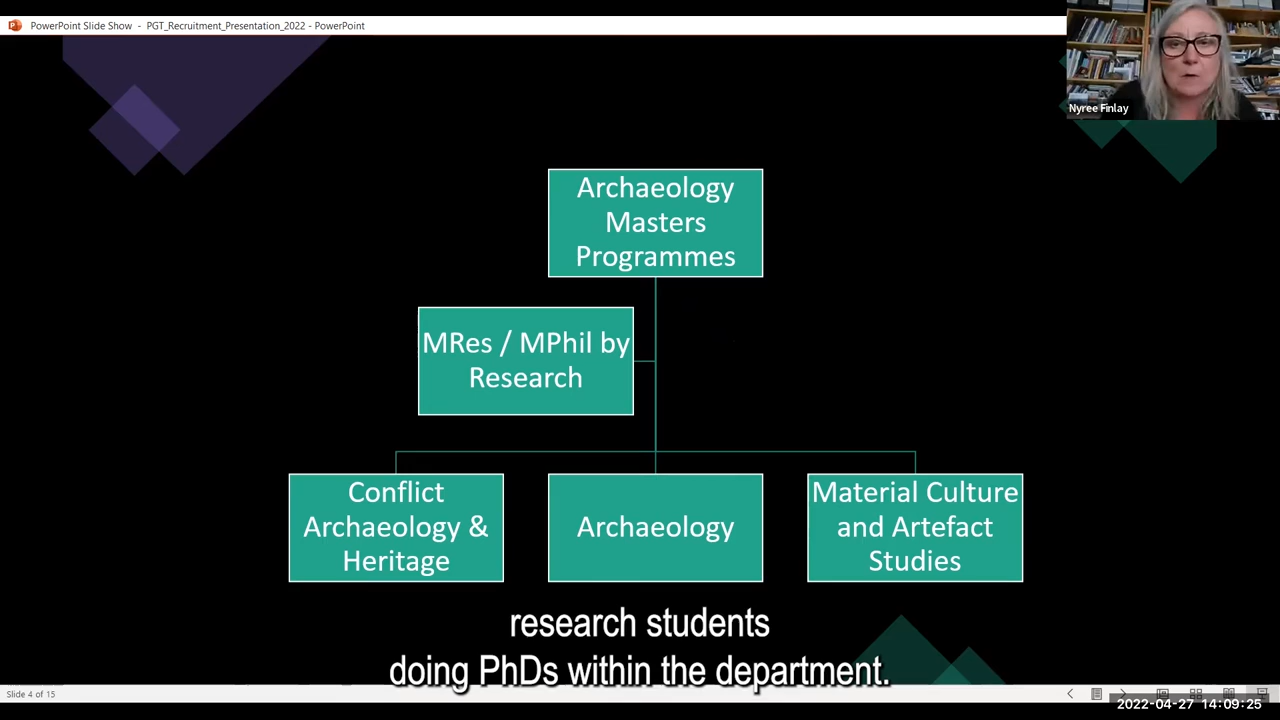 PowerPoint Slide Show - PGT_Recruitment_Presentation_2022 - PowerPoint
Nyree Finlay
Archaeology
Masters
Programmes
MRes / MPhil by
Research
Conflict
Archaeology &
Heritage
Archaeology
Material Culture
and Artefact
Studies
research students
doing PhDs within the department.
Slide 4 of 15
2022-04-27 14:09:25